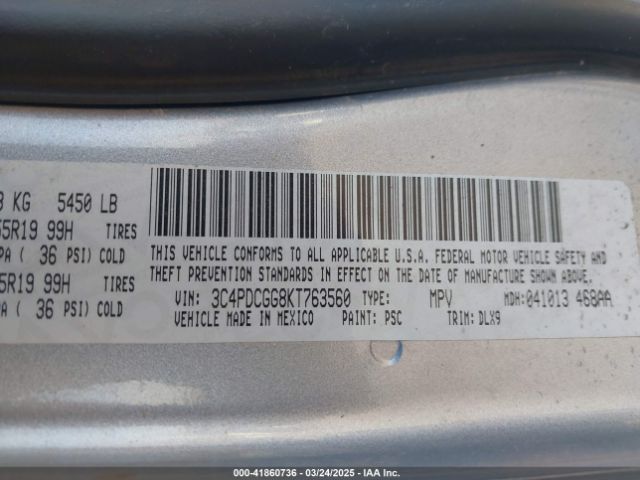 3 KG 5450 LB
55R19 99H TIRES
PA ( 36 PSI) COLD
5R19 99H TIRES
A ( 36 PSI) COLD
THIS VEHICLE CONFORMS TO ALL APPLICABLE U.S.A. FEDERAL MOTOR VEHICLE SAFETY AND
THEFT PREVENTION STANDARDS IN EFFECT ON THE DATE OF MANUFACTURE SHOWN ABOVE.
VIN: 3C4PDCGG8KT763560 TYPE: MPV MDH: 041013 468AA
VEHICLE MADE IN MEXICO PAINT: PSC TRIM: DLX9
000-41860736 - 03/24/2025 - IAA Inc.